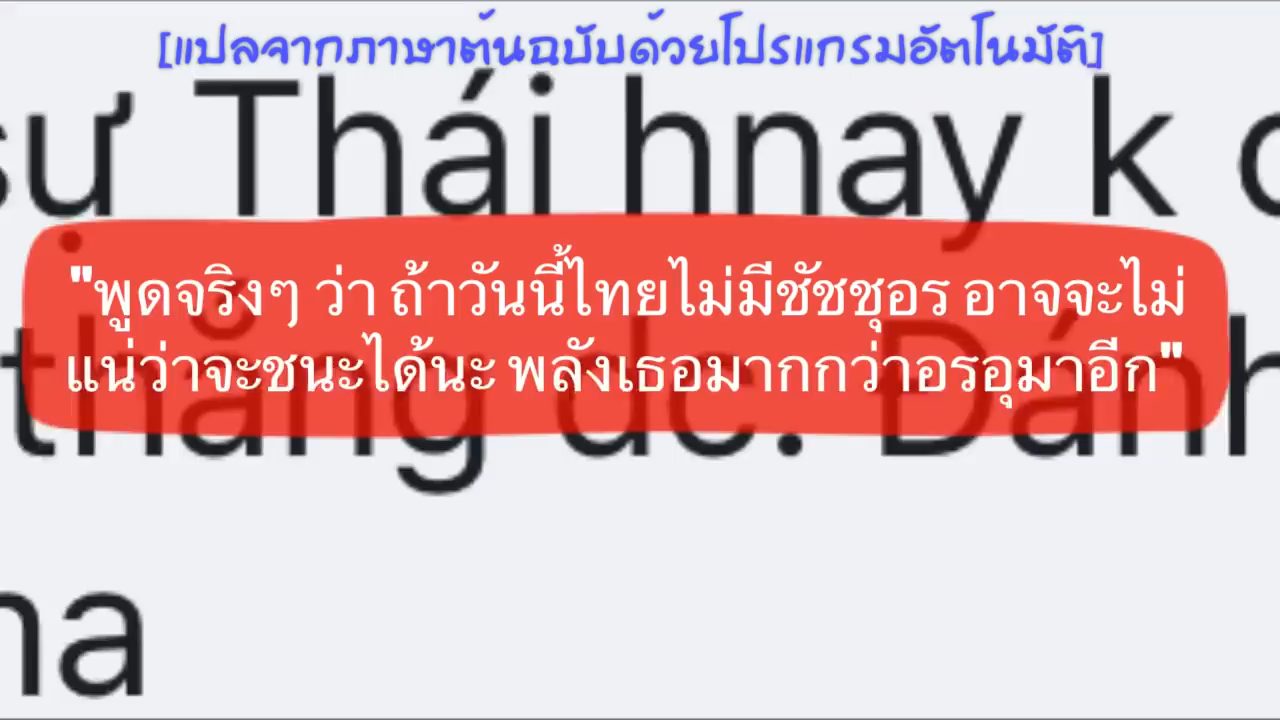 [แปลจากภาษาต้นฉบับด้วยโปรแกรมอัตโนมัติ]
sự Thái hnay k
"พูดจริงๆ ว่า ถ้าวันนี้ไทยไม่มีชัชชุอร อาจจะไม่
แน่ว่าจะชนะได้นะ พลังเธอมากกว่าอรอุมาอีก"
thắng dc. Đánh